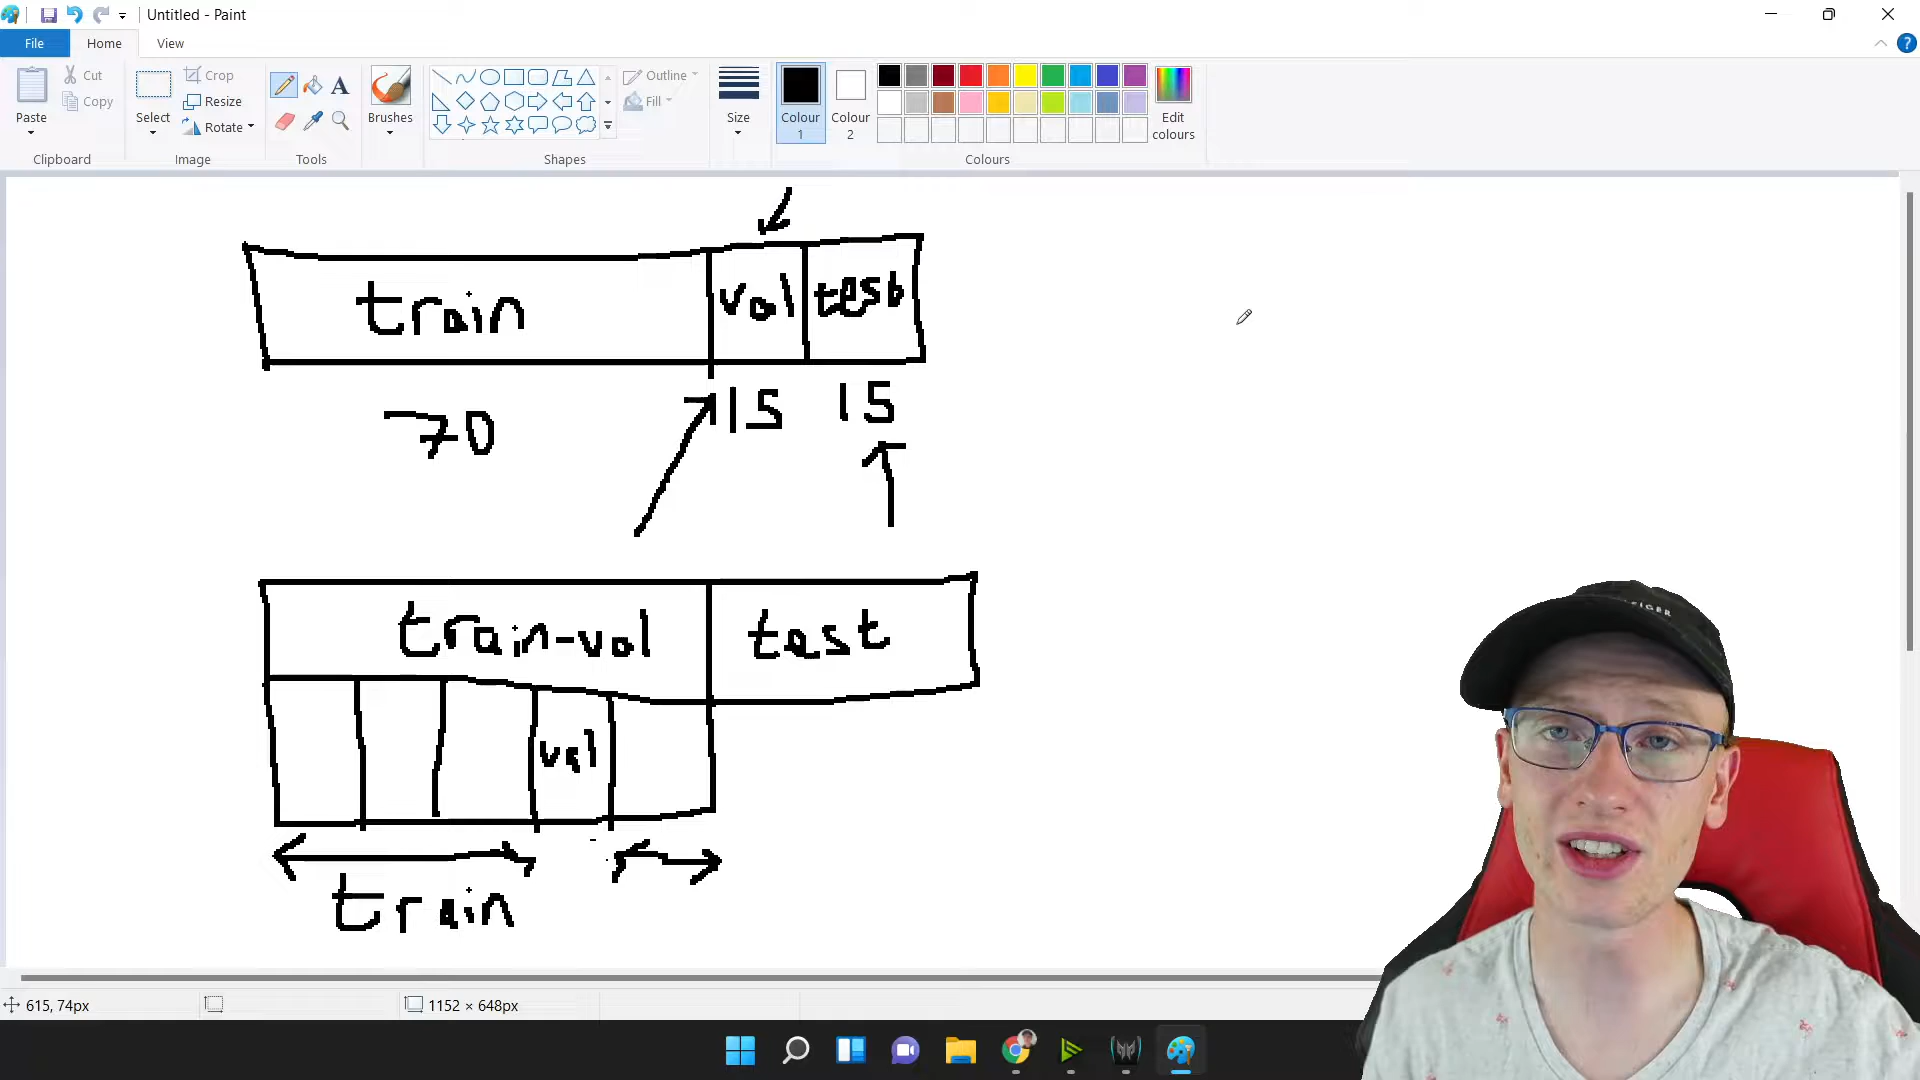 Untitled - Paint
File Home View
Cut
Copy
Paste
Clipboard
Select
Crop
Resize
Rotate
Image
A
Tools
Brushes
Shapes
Outline
Fill
Size
Colour 1
Colour 2
Edit colours
Colours
train val test
70 15 15
train-val test
val
train
615, 74px
1152 × 648px